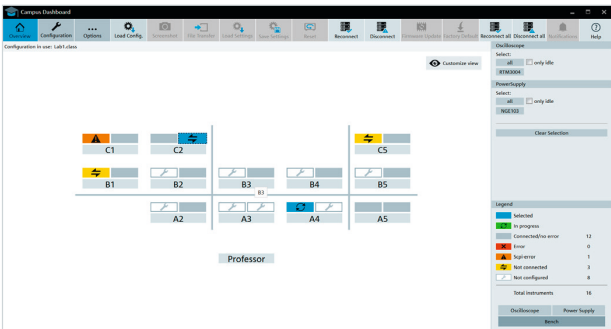 Campus Dashboard
Overview Configuration Options Load Config. Screenshot File Transfer Load Settings Save Settings Reset Reconnect Disconnect Firmware Update Factory Default Reconnect all Disconnect all Notifications Help
Configuration in use: Lab1.class
Customize view
C1 C2 C5
B1 B2 B3 B4 B5
B3
A2 A3 A4 A5
Professor
Oscilloscope
Select:
all only idle
RTM3004
PowerSupply
Select:
all only idle
NGE103
Clear Selection
Legend
Selected
In progress
Connected/no error 12
Error 0
Scpi error 1
Not connected 3
Not configured 8
Total instruments 16
Oscilloscope Power Supply
Bench